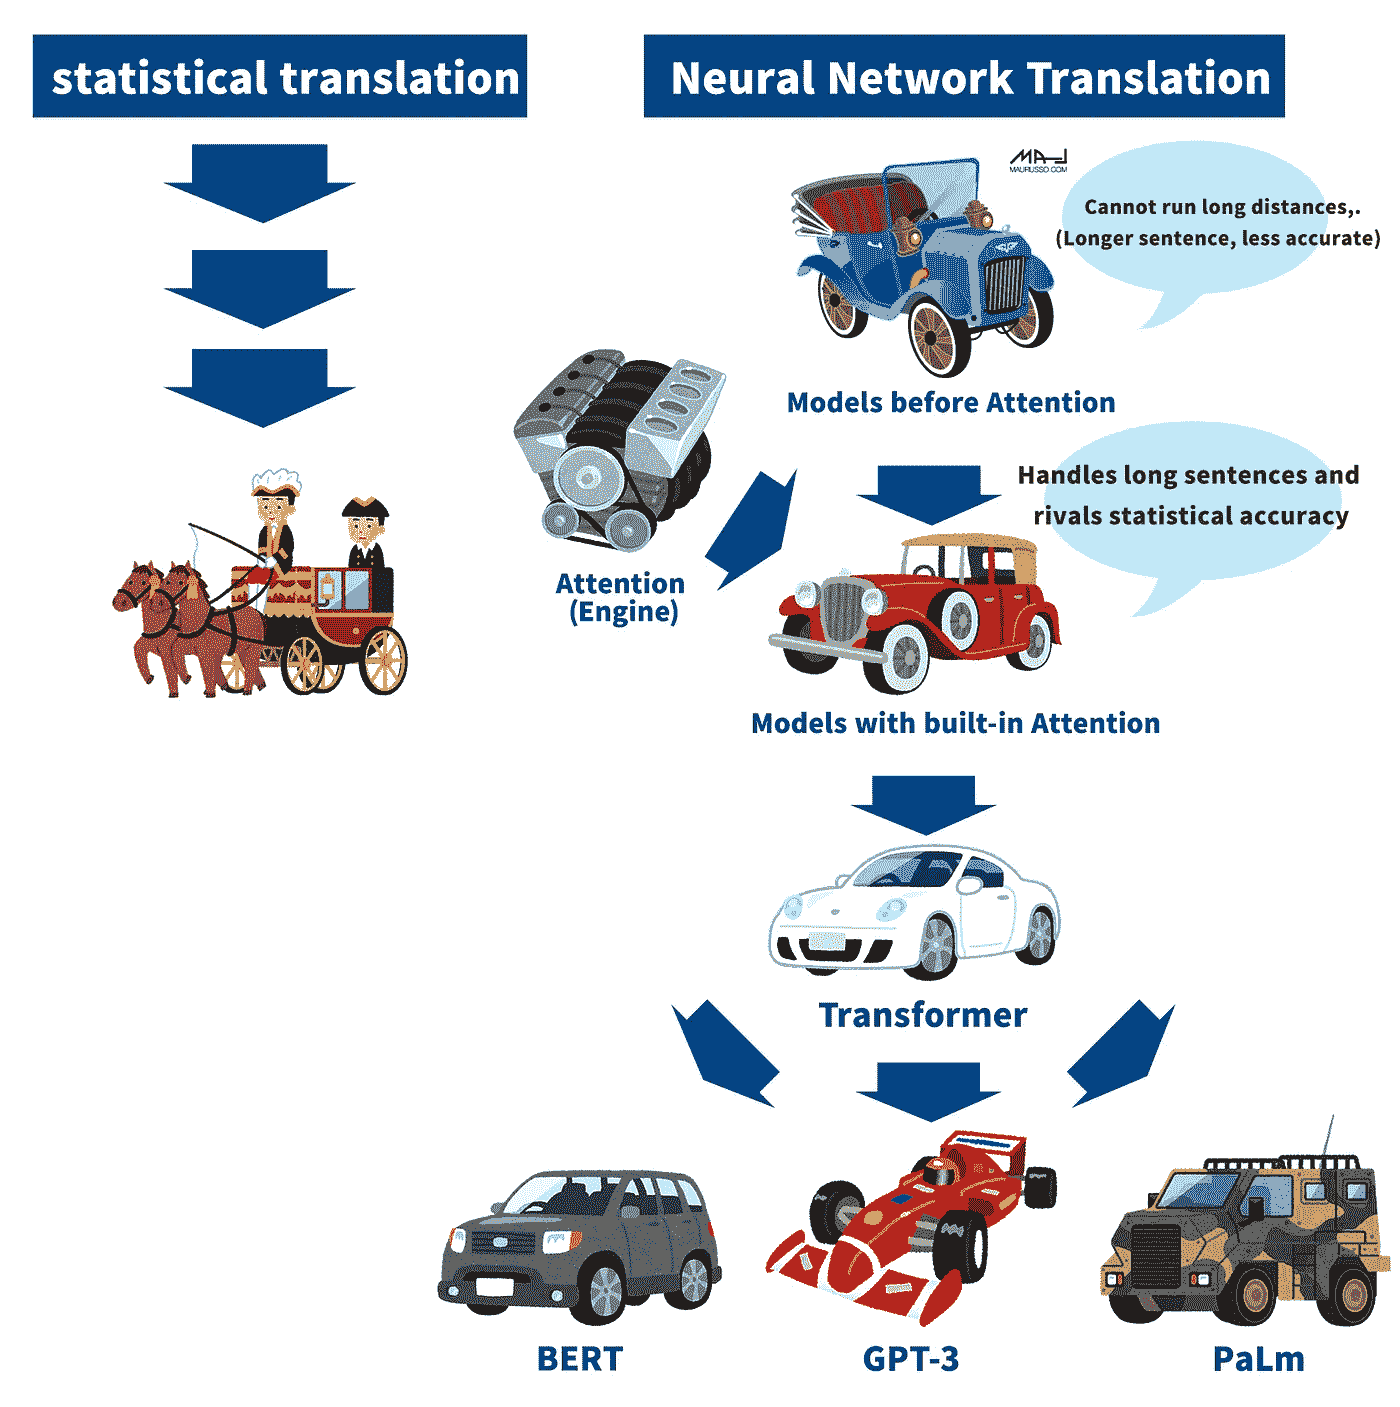 statistical translation
Neural Network Translation
MAU
MAURUSSO.COM
Cannot run long distances,.
(Longer sentence, less accurate)
Models before Attention
Handles long sentences and
rivals statistical accuracy
Attention
(Engine)
Models with built-in Attention
Transformer
BERT
GPT-3
PaLm